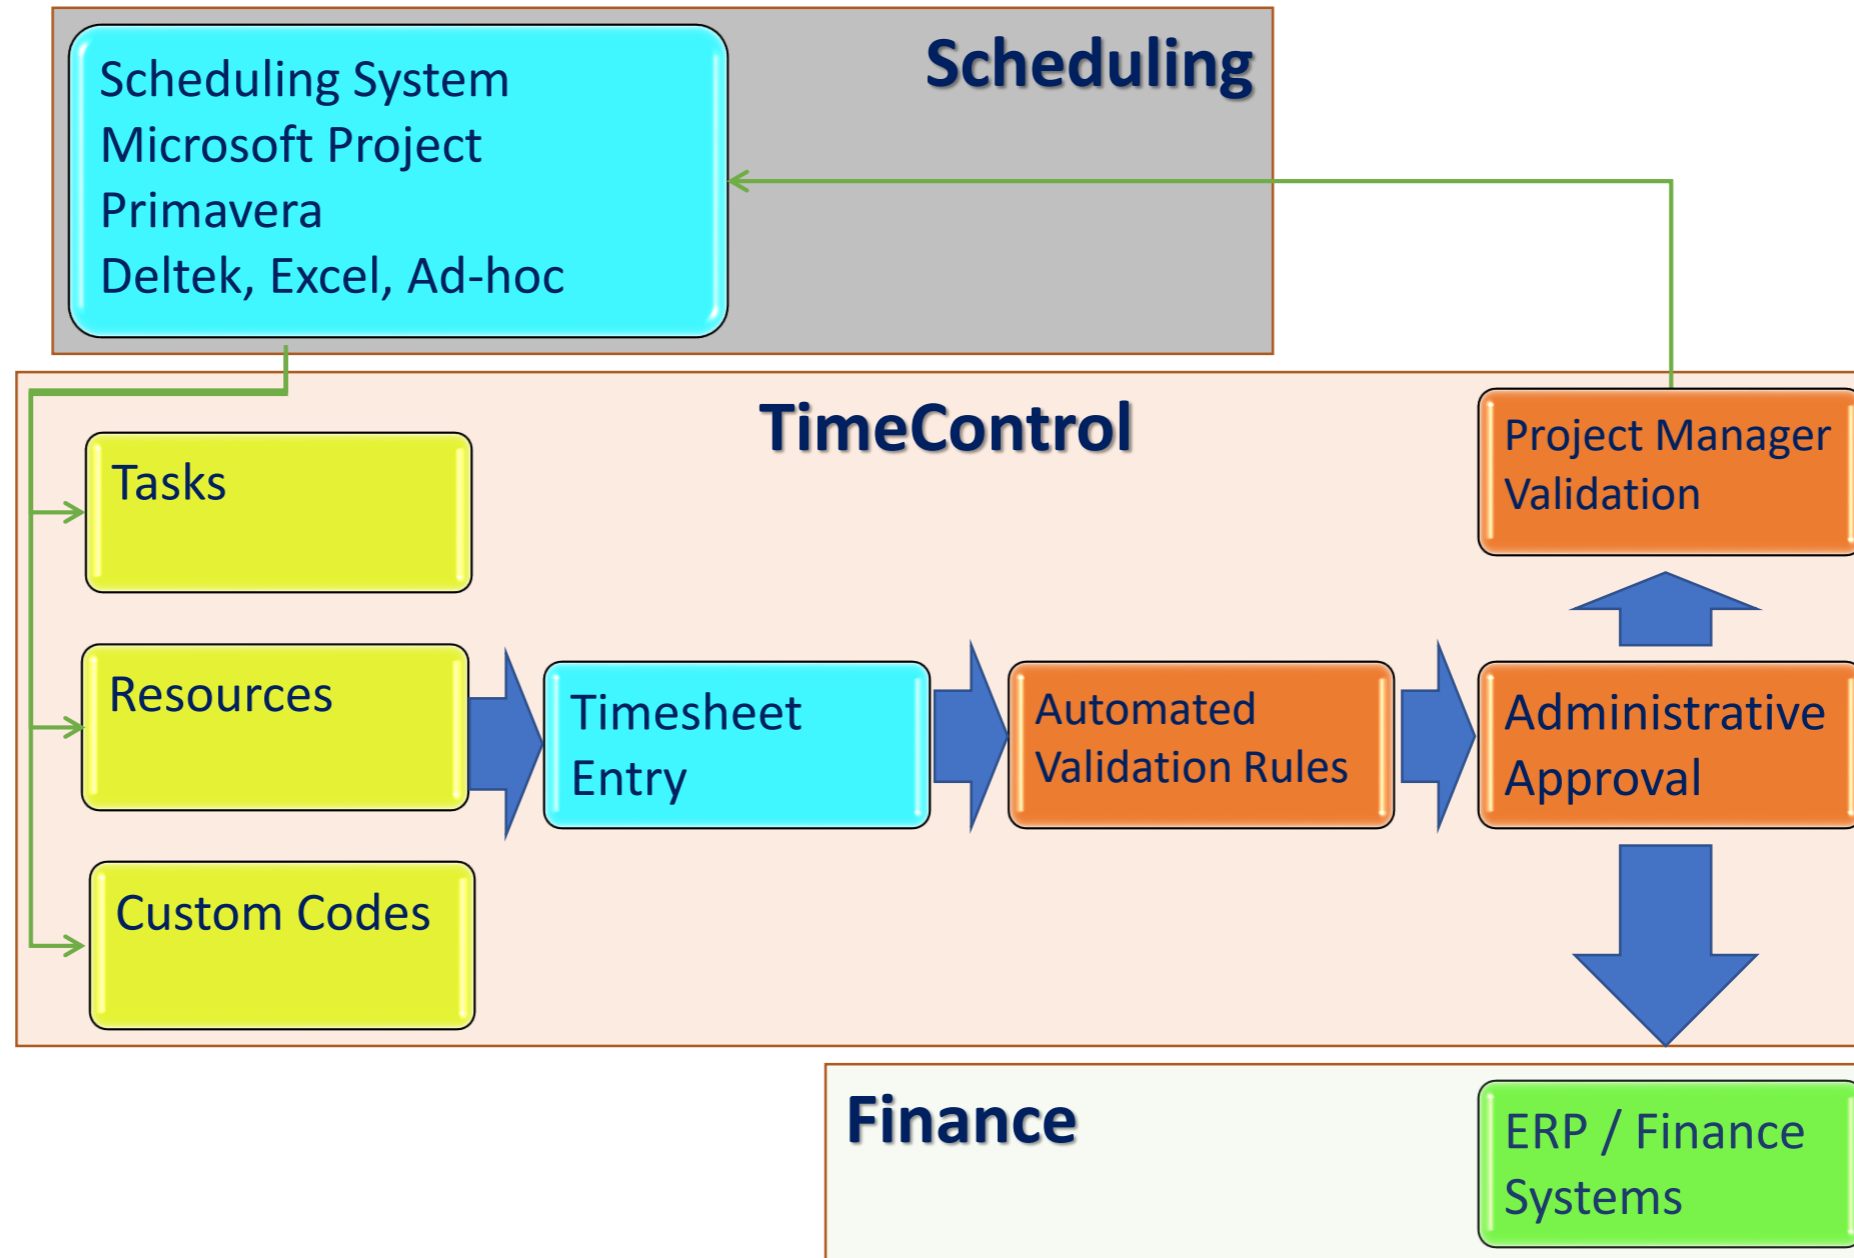 Scheduling
Scheduling System
Microsoft Project
Primavera
Deltek, Excel, Ad-hoc
TimeControl
Tasks
Resources
Custom Codes
Timesheet
Entry
Automated
Validation Rules
Project Manager
Validation
Administrative
Approval
Finance
ERP / Finance
Systems